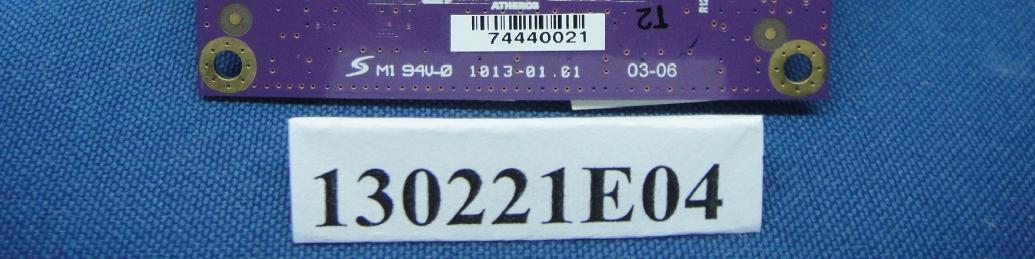 ATHEROS
74440021
T2
M1 94V-0 1013-01.01 03-06
130221E04